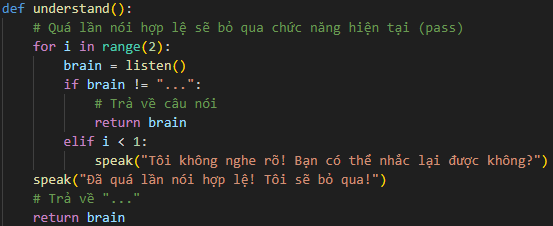 def understand():
    # Quá lần nói hợp lệ sẽ bỏ qua chức năng hiện tại (pass)
    for i in range(2):
        brain = listen()
        if brain != "...":
            # Trả về câu nói
            return brain
        elif i < 1:
            speak("Tôi không nghe rõ! Bạn có thể nhắc lại được không?")
    speak("Đã quá lần nói hợp lệ! Tôi sẽ bỏ qua!")
    # Trả về "..."
    return brain